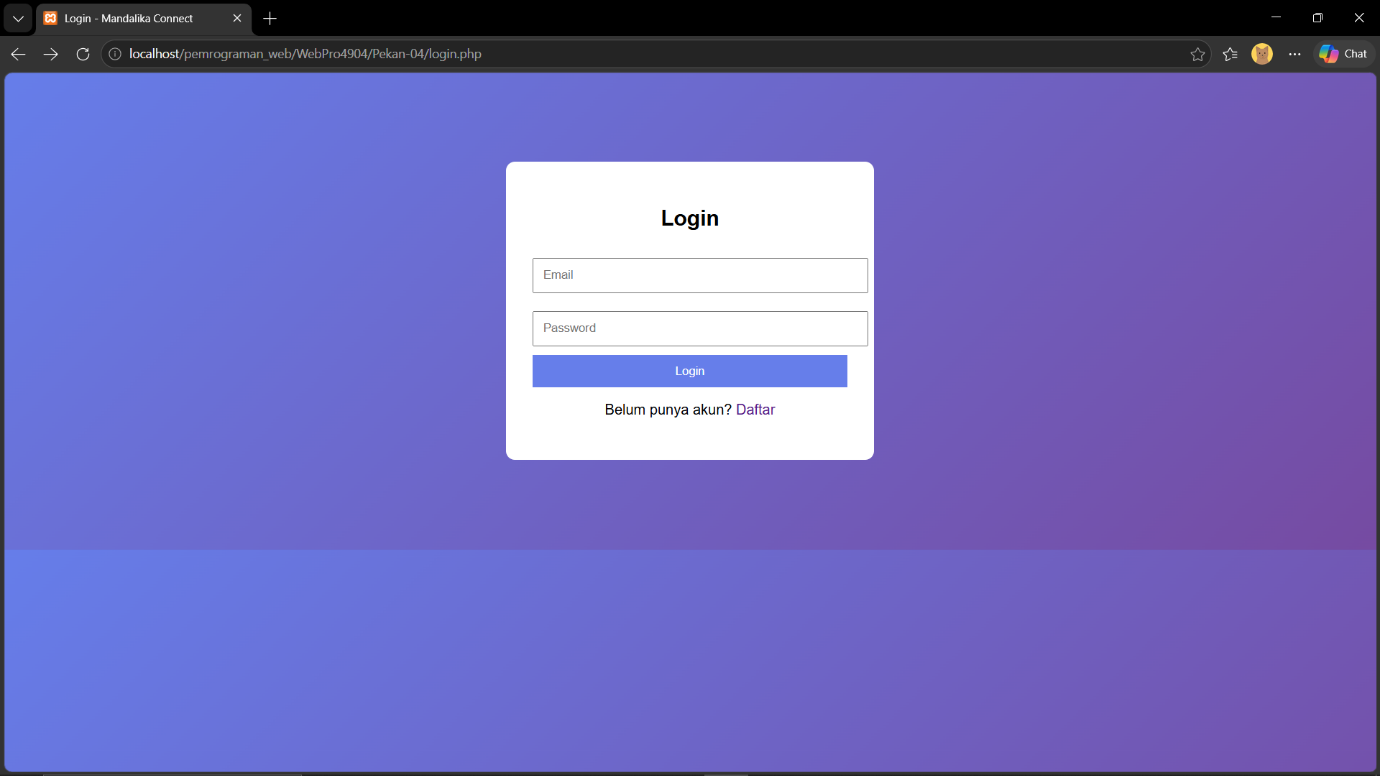 Login - Mandalika Connect
localhost/pemrograman_web/WebPro4904/Pekan-04/login.php
Chat
Login
Email
Password
Login
Belum punya akun? Daftar